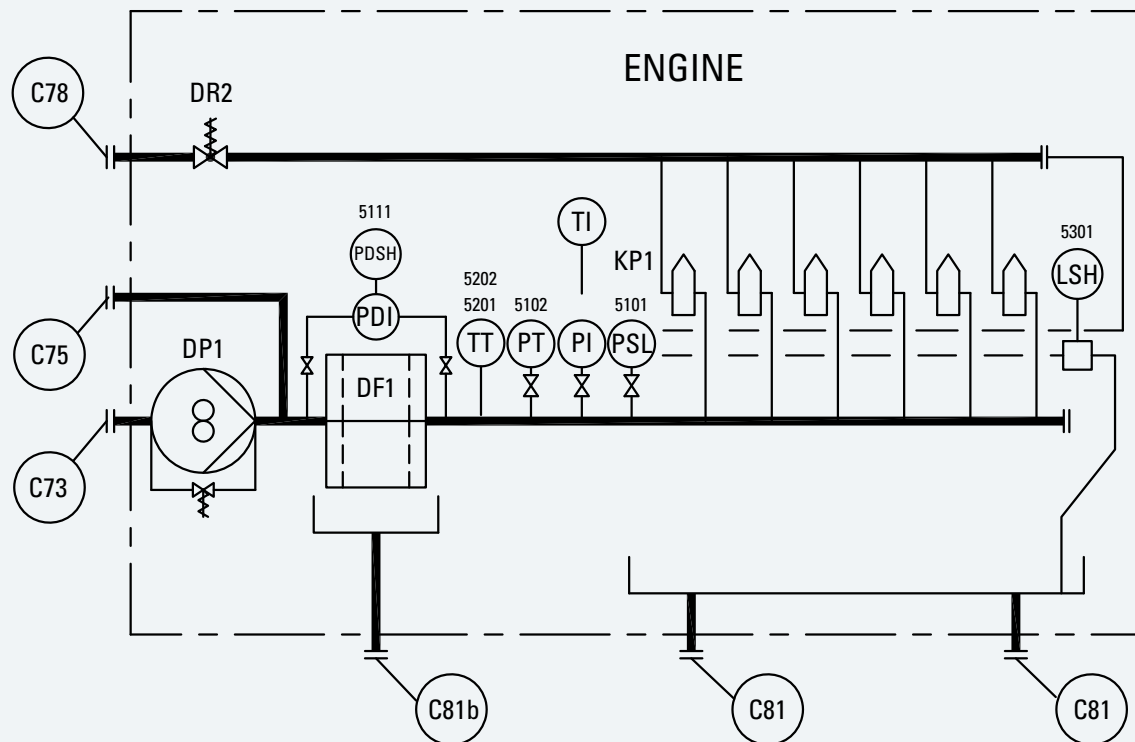 ENGINE
C78
DR2
5111
PDSH
TI
KP1
5301
LSH
5202
5201
5102
5101
C75
PDI
TT
PT
PI
PSL
DP1
DF1
C73
C81b
C81
C81